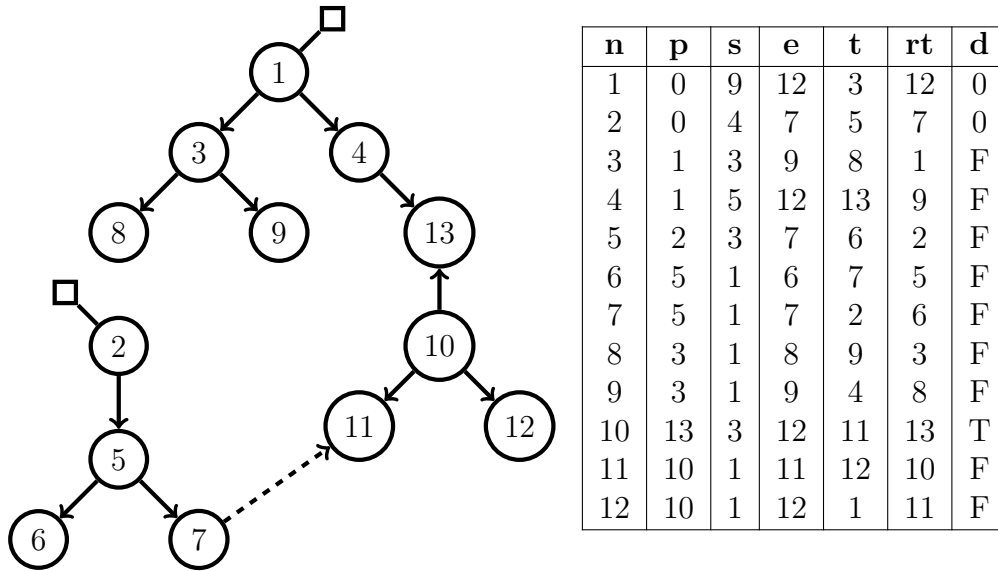 1
3 4
8 9 13
2 10
11 12
5
6 7
n p s e t rt d
1 0 9 12 3 12 0
2 0 4 7 5 7 0
3 1 3 9 8 1 F
4 1 5 12 13 9 F
5 2 3 7 6 2 F
6 5 1 6 7 5 F
7 5 1 7 2 6 F
8 3 1 8 9 3 F
9 3 1 9 4 8 F
10 13 3 12 11 13 T
11 10 1 11 12 10 F
12 10 1 12 1 11 F